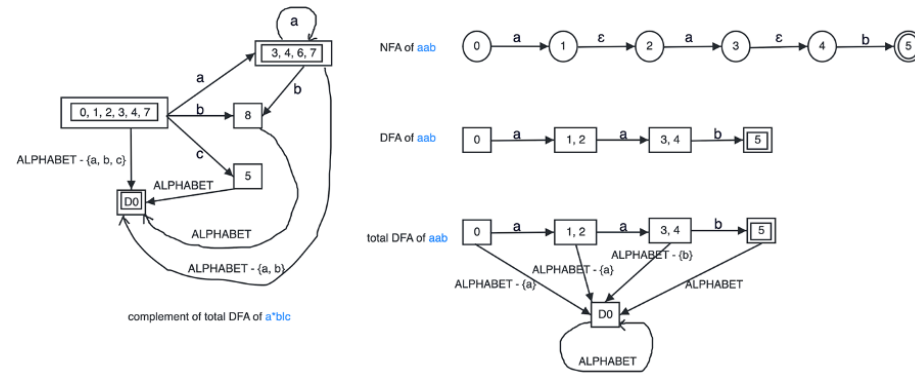 a
3, 4, 6, 7
a
b
0, 1, 2, 3, 4, 7
b
8
c
ALPHABET - {a, b, c}
5
ALPHABET
D0
ALPHABET
ALPHABET - {a, b}
complement of total DFA of a*b|c
NFA of aab
0 a 1 ε 2 a 3 ε 4 b 5
DFA of aab
0 a 1, 2 a 3, 4 b 5
total DFA of aab
0 a 1, 2 a 3, 4 b 5
ALPHABET - {b}
ALPHABET - {a}
ALPHABET - {a}
ALPHABET
D0
ALPHABET